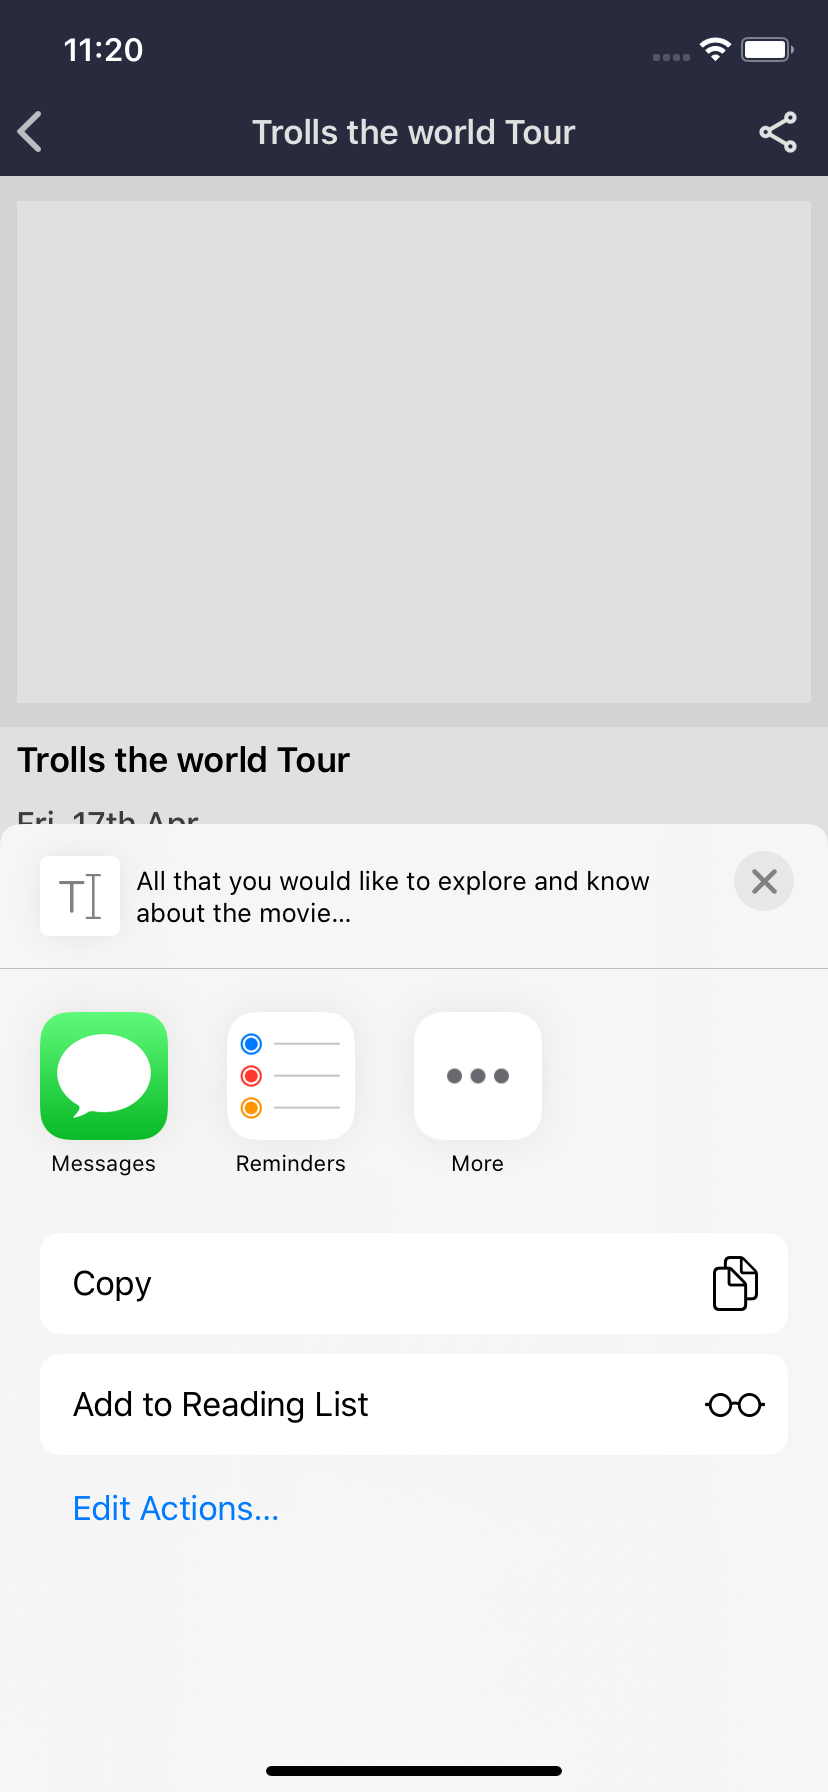 11:20
Trolls the world Tour
Trolls the world Tour
Fri, 17th Apr
All that you would like to explore and know
about the movie...
Messages
Reminders
More
Copy
Add to Reading List
Edit Actions...